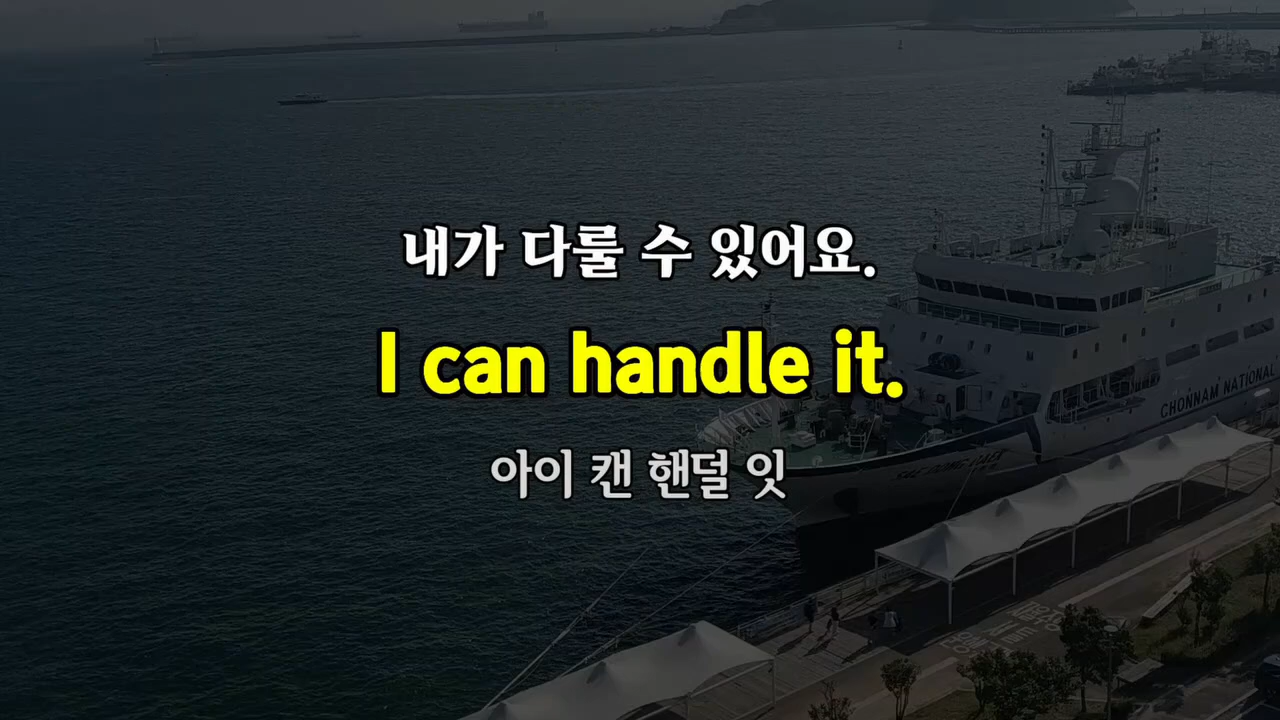 내가 다룰 수 있어요.
I can handle it.
아이 캔 핸덜 잇
CHONNAM NATIONAL